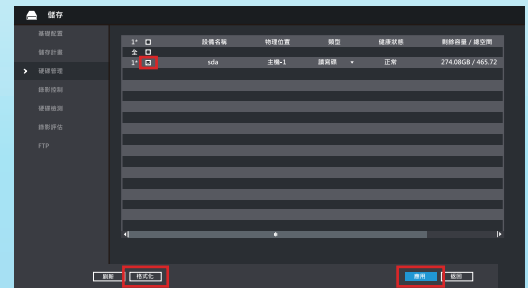 儲存
基礎配置
儲存計畫
硬碟管理
錄影控制
硬碟檢測
錄影評估
FTP
1* 設備名稱 物理位置 類型 健康狀態 剩餘容量 / 總空間
全
1* sda 主機-1 讀寫碟 正常 274.08GB / 465.72
刷新 格式化 應用 返回